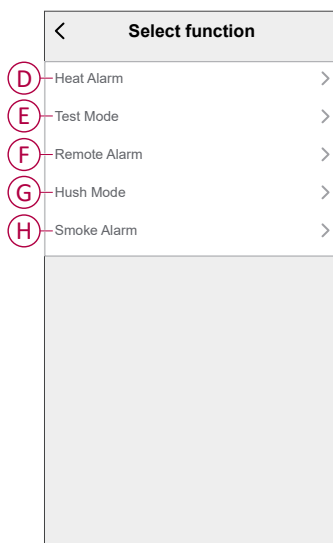 Select function
D Heat Alarm
E Test Mode
F Remote Alarm
G Hush Mode
H Smoke Alarm